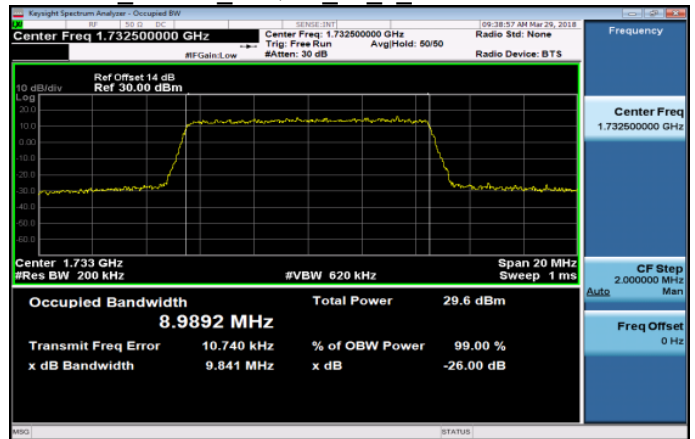 Keysight Spectrum Analyzer - Occupied BW
RF 50 Ω DC SENSE:INT 09:38:57 AM Mar 29, 2018
Center Freq 1.732500000 GHz
Center Freq: 1.732500000 GHz
Radio Std: None
Trig: Free Run Avg|Hold: 50/50
#IFGain:Low #Atten: 30 dB Radio Device: BTS
Frequency
Ref Offset 14 dB
10 dB/div Ref 30.00 dBm
Log
20.0
10.0
0.00
-10.0
-20.0
-30.0
-40.0
-50.0
-60.0
Center 1.733 GHz Span 20 MHz
#Res BW 200 kHz #VBW 620 kHz Sweep 1 ms
Occupied Bandwidth Total Power 29.6 dBm
8.9892 MHz
Transmit Freq Error 10.740 kHz % of OBW Power 99.00 %
x dB Bandwidth 9.841 MHz x dB -26.00 dB
Center Freq
1.732500000 GHz
CF Step
2.000000 MHz
Auto Man
Freq Offset
0 Hz
MSG STATUS